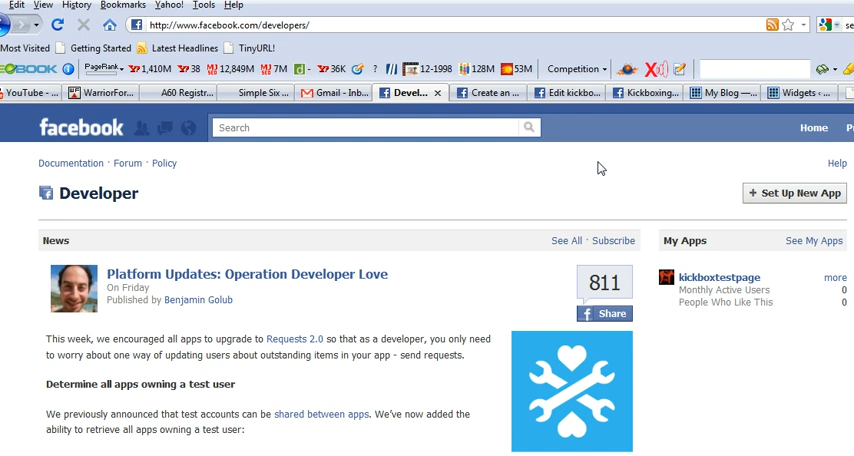 Edit View History Bookmarks Yahoo! Tools Help
http://www.facebook.com/developers/
Most Visited Getting Started Latest Headlines TinyURL!
EOBOOK PageRank 1,410M 38 12,849M 7M d - 36K ? 12-1998 128M 53M Competition
YouTube - WarriorFor... A60 Registr... Simple Six ... Gmail - Inb... Devel... x Create an ... Edit kickbo... Kickboxing... My Blog —... Widgets ‹ ...
facebook Search Home
Documentation · Forum · Policy Help
Developer + Set Up New App
News See All · Subscribe My Apps See My Apps
Platform Updates: Operation Developer Love 811 kickboxtestpage more
On Friday Monthly Active Users 0
Published by Benjamin Golub People Who Like This 0
Share
This week, we encouraged all apps to upgrade to Requests 2.0 so that as a developer, you only need
to worry about one way of updating users about outstanding items in your app - send requests.
Determine all apps owning a test user
We previously announced that test accounts can be shared between apps. We've now added the
ability to retrieve all apps owning a test user: